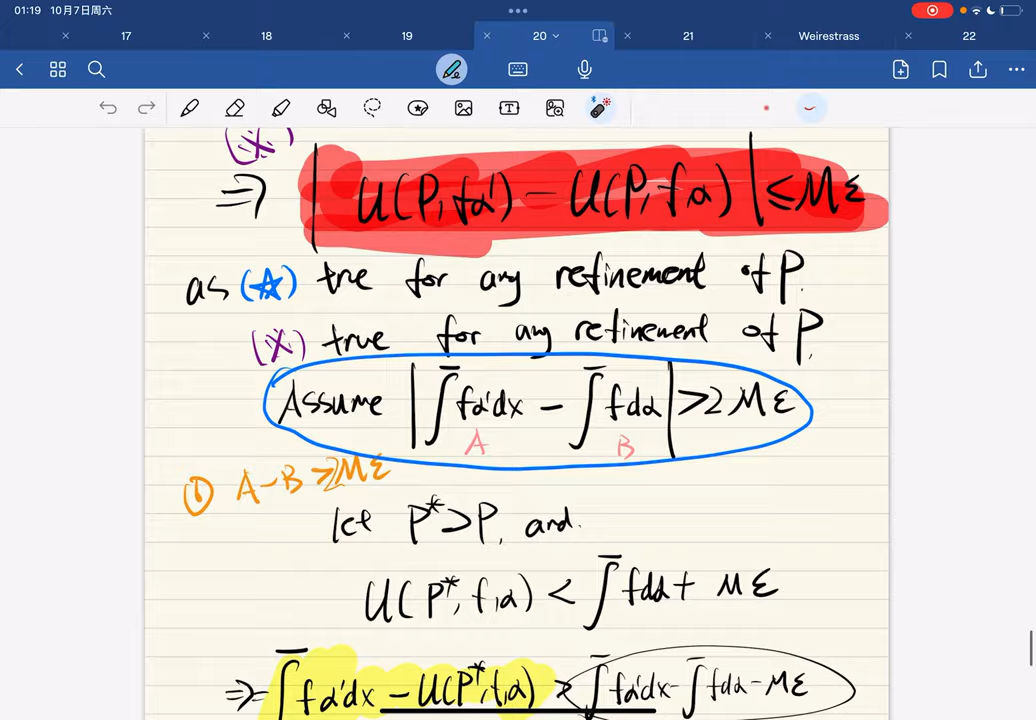 01:19 10月7日周六
17 18 19 20 21 Weirestrass 22
(X)
⇒ | U(P, fα') − U(P, f, α) | ≤ Mε
as (☆) true for any refinement of P.
(X) true for any refinement of P,
Assume | ∫̄ fα'dx − ∫̄ fdα | > 2Mε
A B
① A−B > 2Mε
let P* ⊃ P, and
U(P*, f, α) < ∫̄ fdα + Mε
⇒ ∫̄ fα'dx − U(P*, f, α) > ∫̄ fα'dx − ∫̄ fdα − Mε